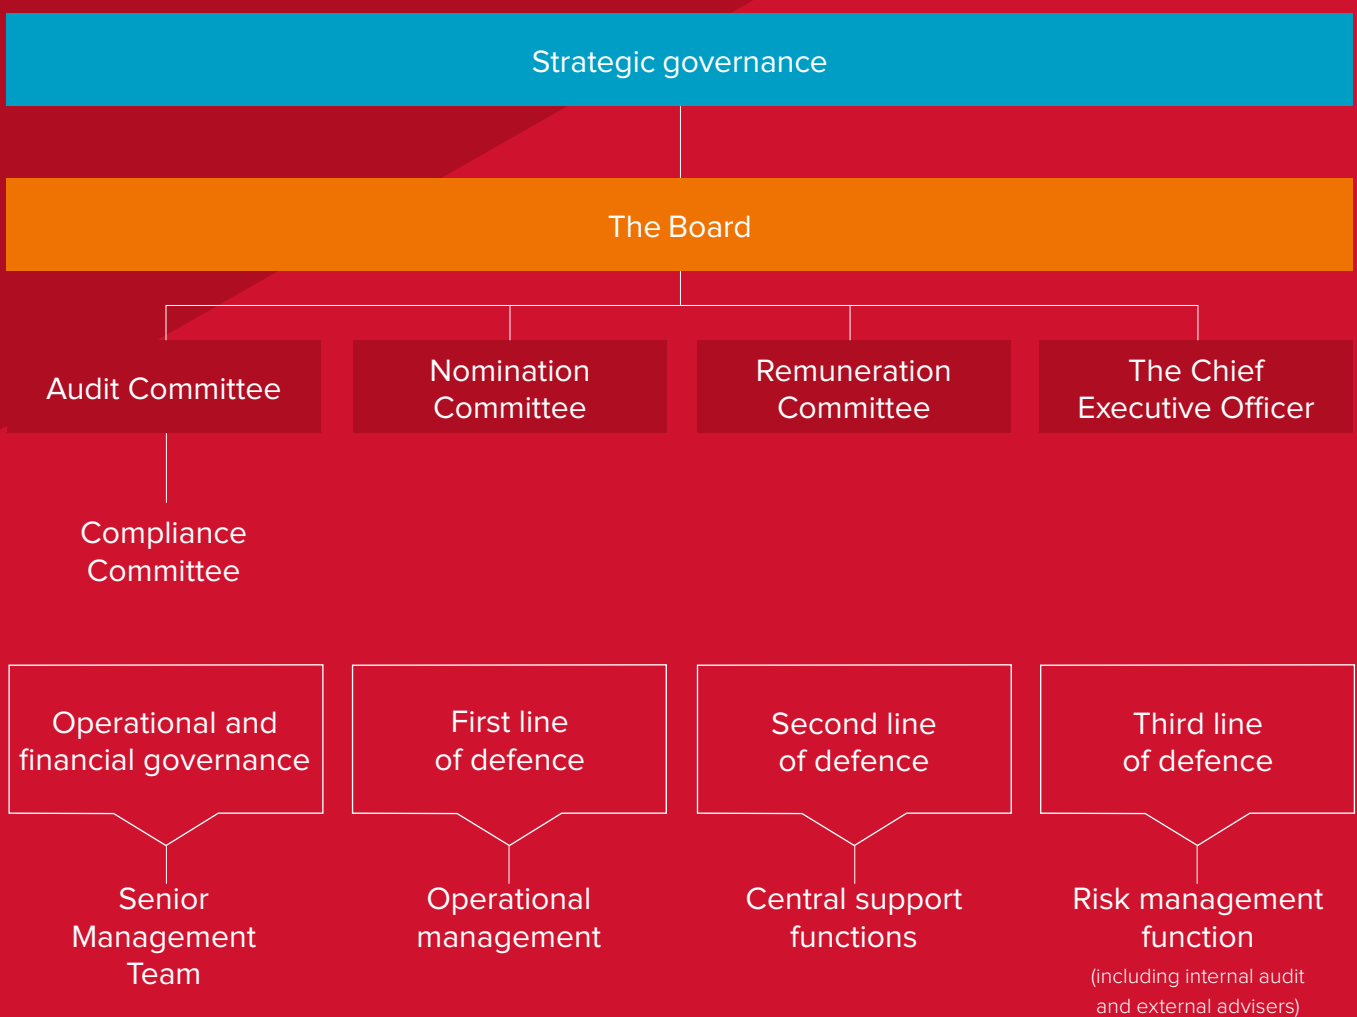 Strategic governance
The Board
Audit Committee
Nomination
Committee
Remuneration
Committee
The Chief
Executive Officer
Compliance
Committee
Operational and
financial governance
First line
of defence
Second line
of defence
Third line
of defence
Senior
Management
Team
Operational
management
Central support
functions
Risk management
function
(including internal audit
and external advisers)